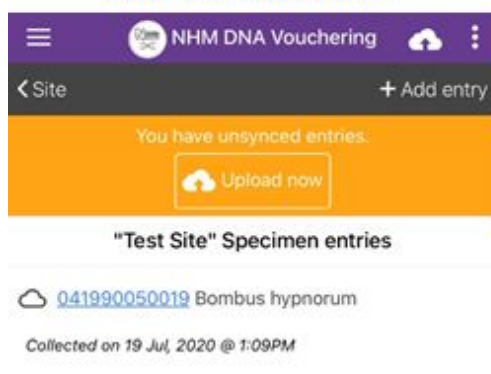 NHM DNA Vouchering
Site + Add entry
You have unsynced entries.
Upload now
"Test Site" Specimen entries
041990050019 Bombus hypnorum
Collected on 19 Jul, 2020 @ 1:09PM